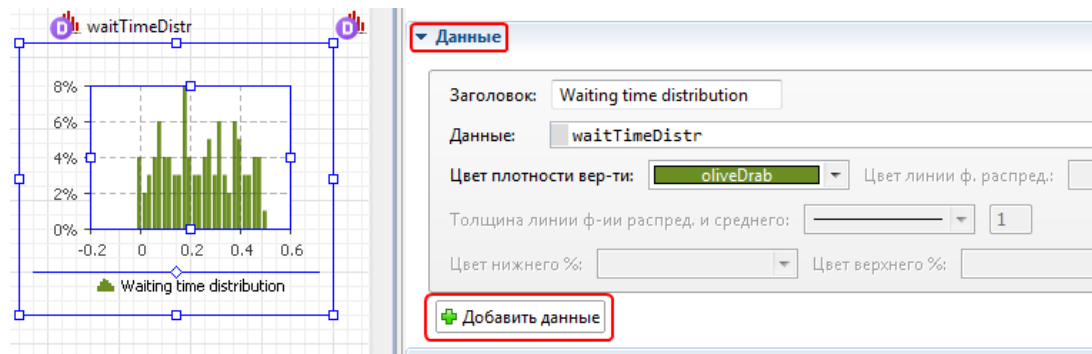 waitTimeDistr
8%
6%
4%
2%
0%
-0.2 0 0.2 0.4 0.6
Waiting time distribution
Данные
Заголовок: Waiting time distribution
Данные: waitTimeDistr
Цвет плотности вер-ти: oliveDrab Цвет линии ф. распред.:
Толщина линии ф-ии распред. и среднего: 1
Цвет нижнего %: Цвет верхнего %:
Добавить данные